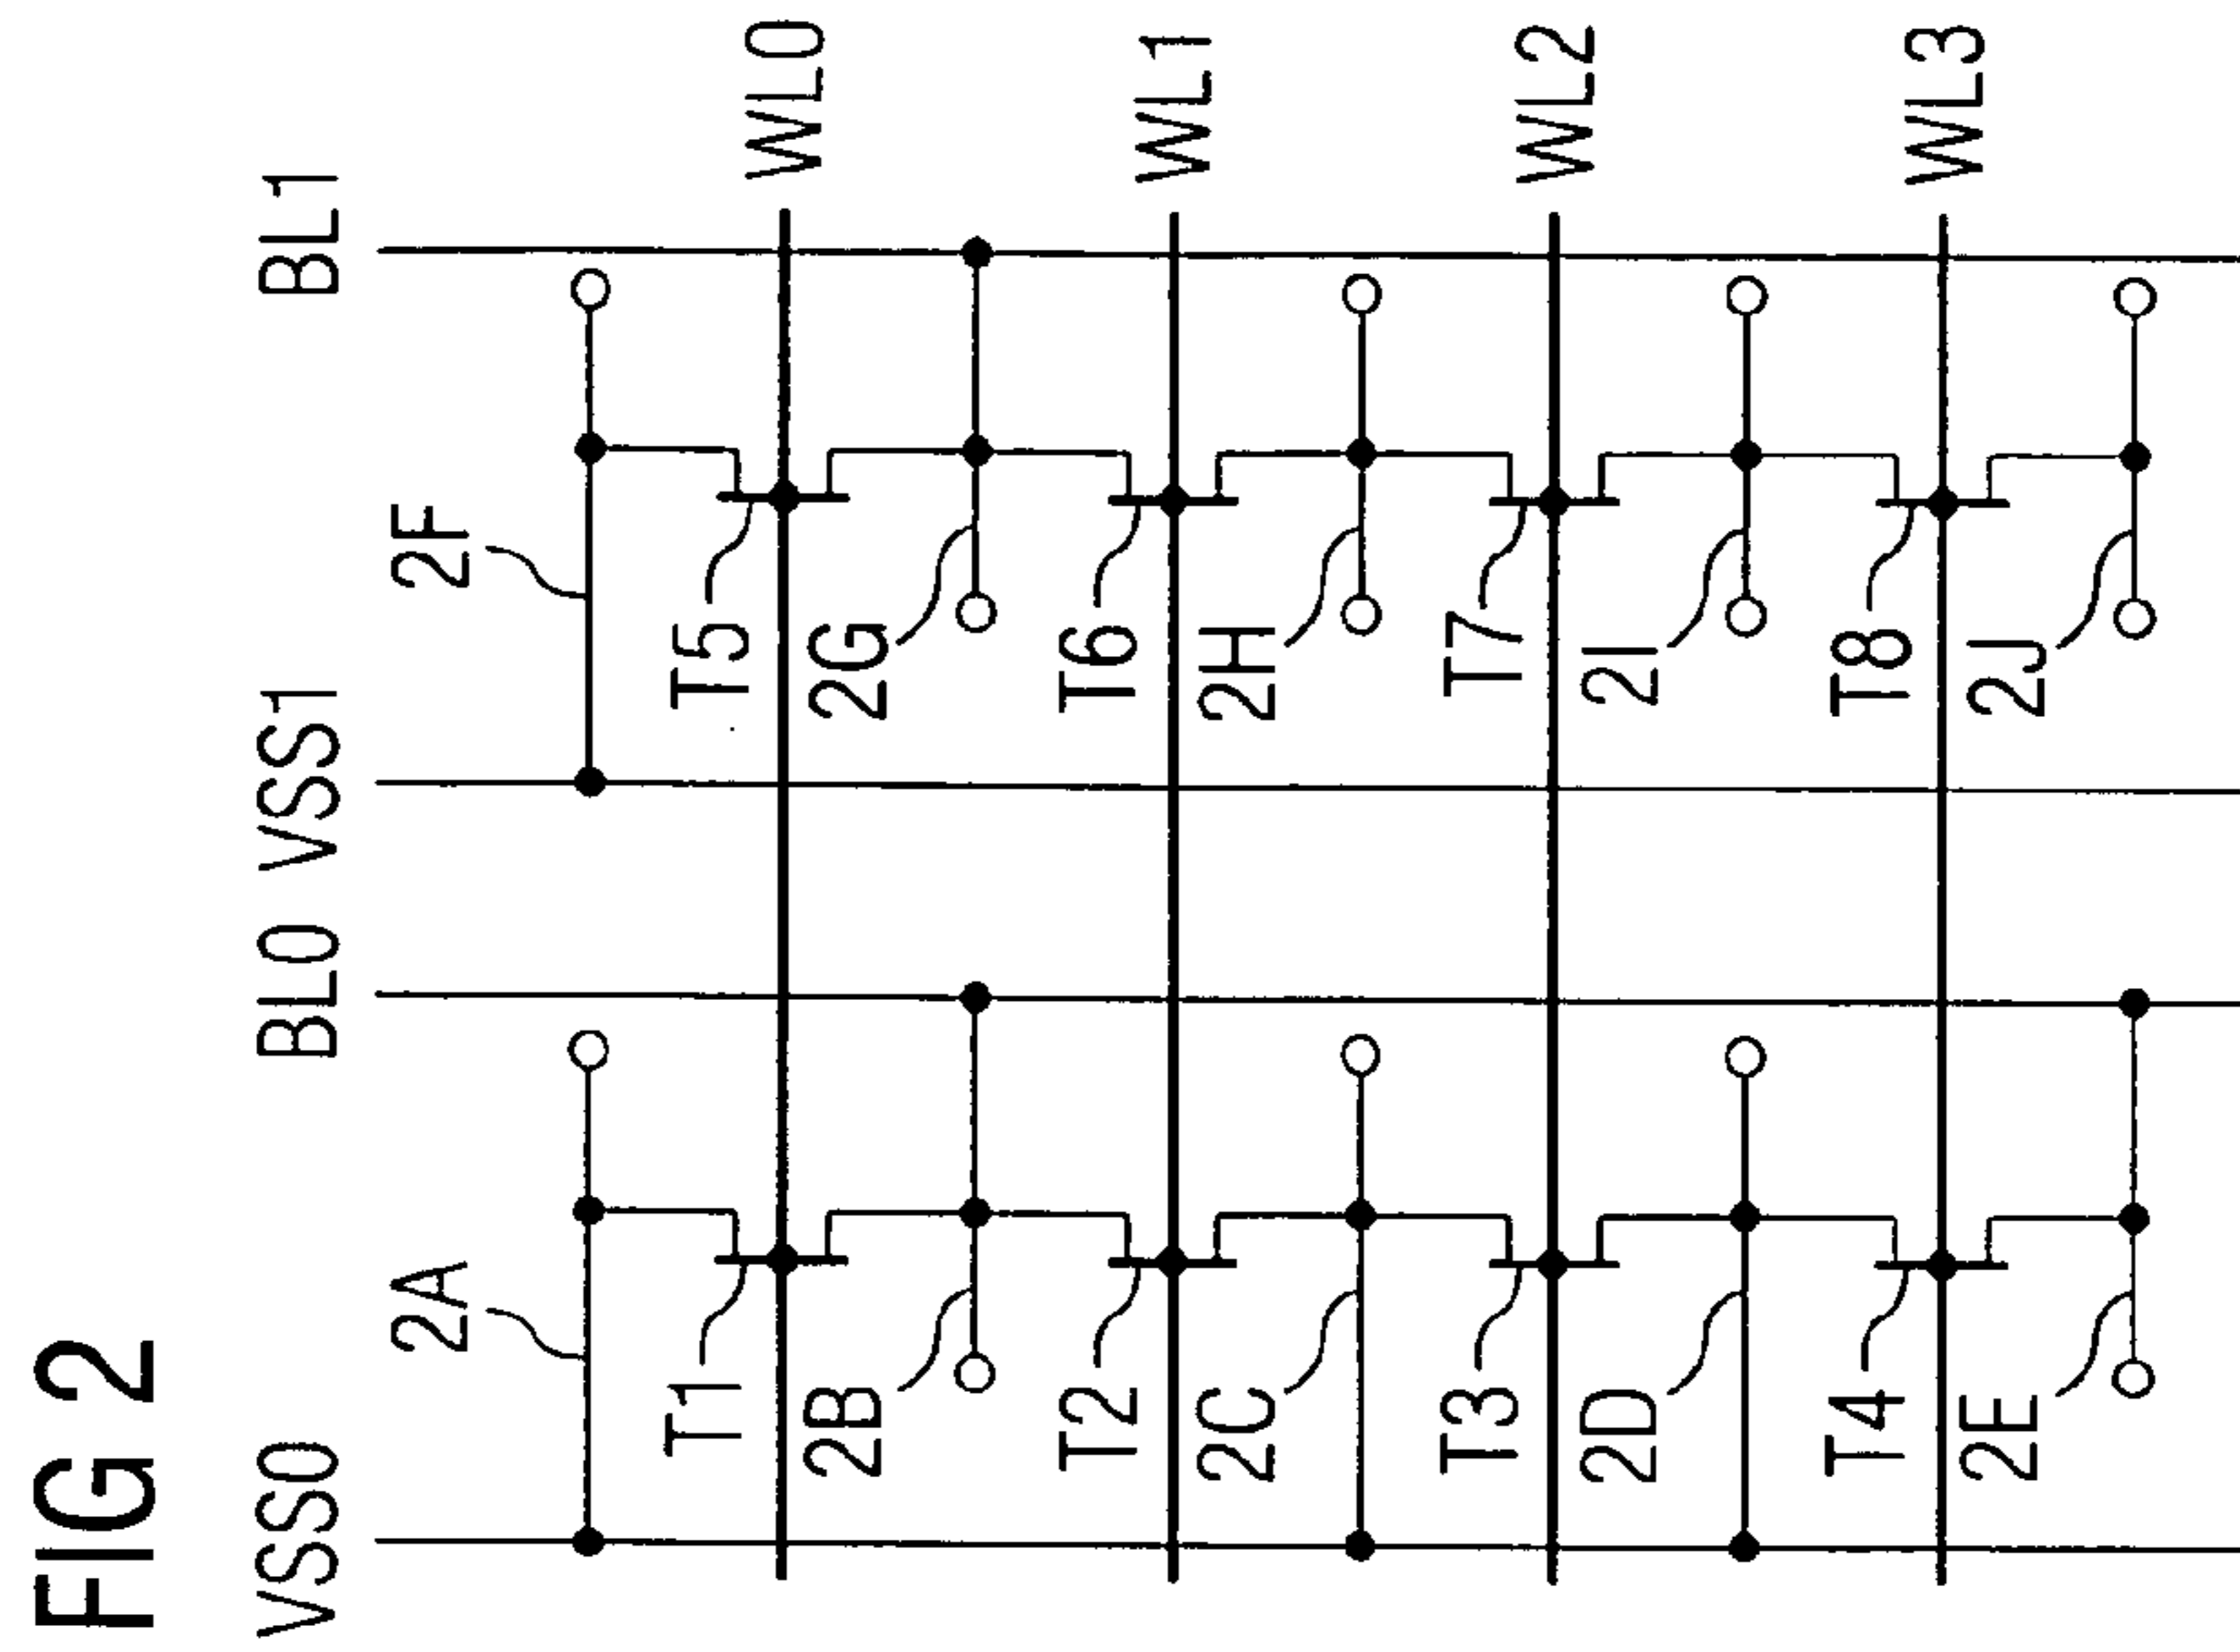 FIG 2
VSS0 BL0 VSS1 BL1
2A 2F
T1 T5 WL0
2B 2G
T2 T6 WL1
2C 2H
T3 T7 WL2
2D 2I
T4 T8 WL3
2E 2J